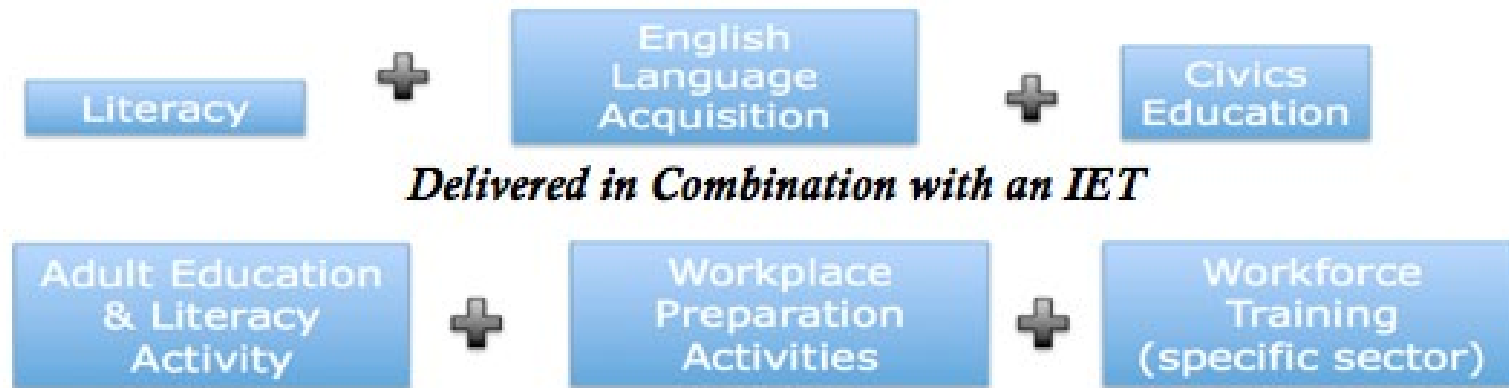 Literacy
English
Language
Acquisition
Civics
Education
Delivered in Combination with an IET
Adult Education
& Literacy
Activity
Workplace
Preparation
Activities
Workforce
Training
(specific sector)